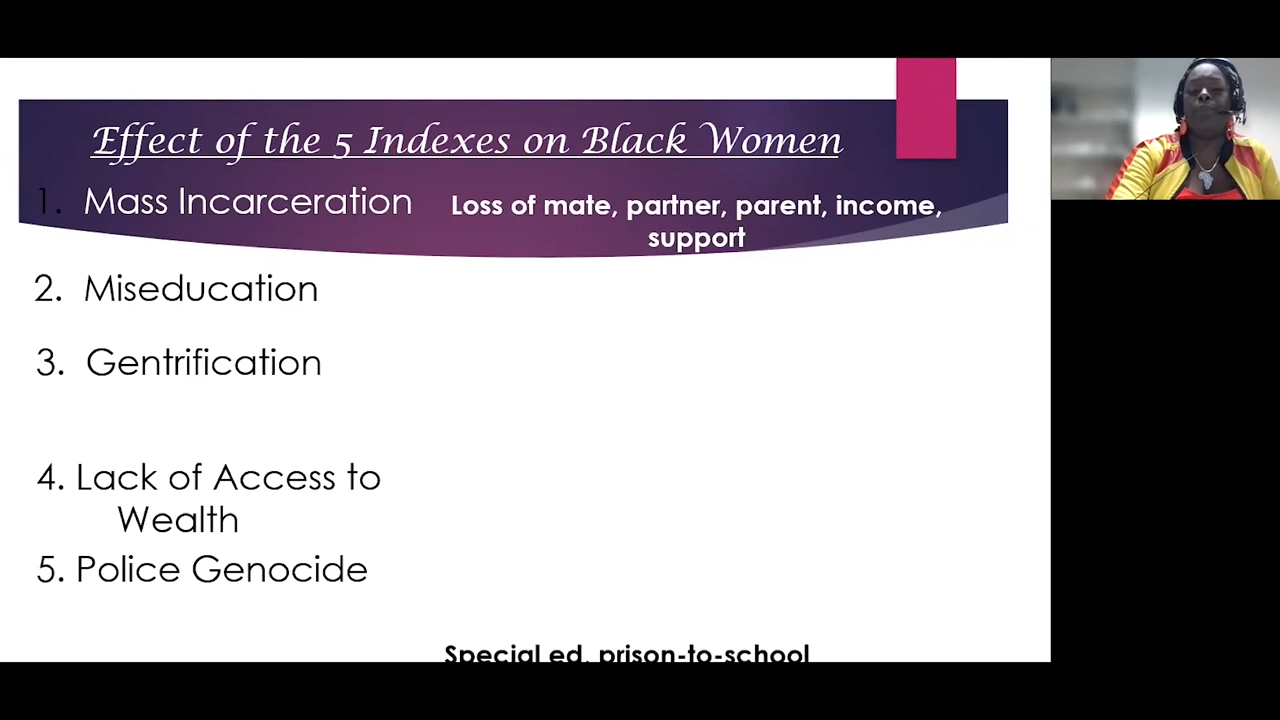 Effect of the 5 Indexes on Black Women
1. Mass Incarceration
Loss of mate, partner, parent, income,
support
2. Miseducation
3. Gentrification
4. Lack of Access to
Wealth
5. Police Genocide
Special ed, prison-to-school